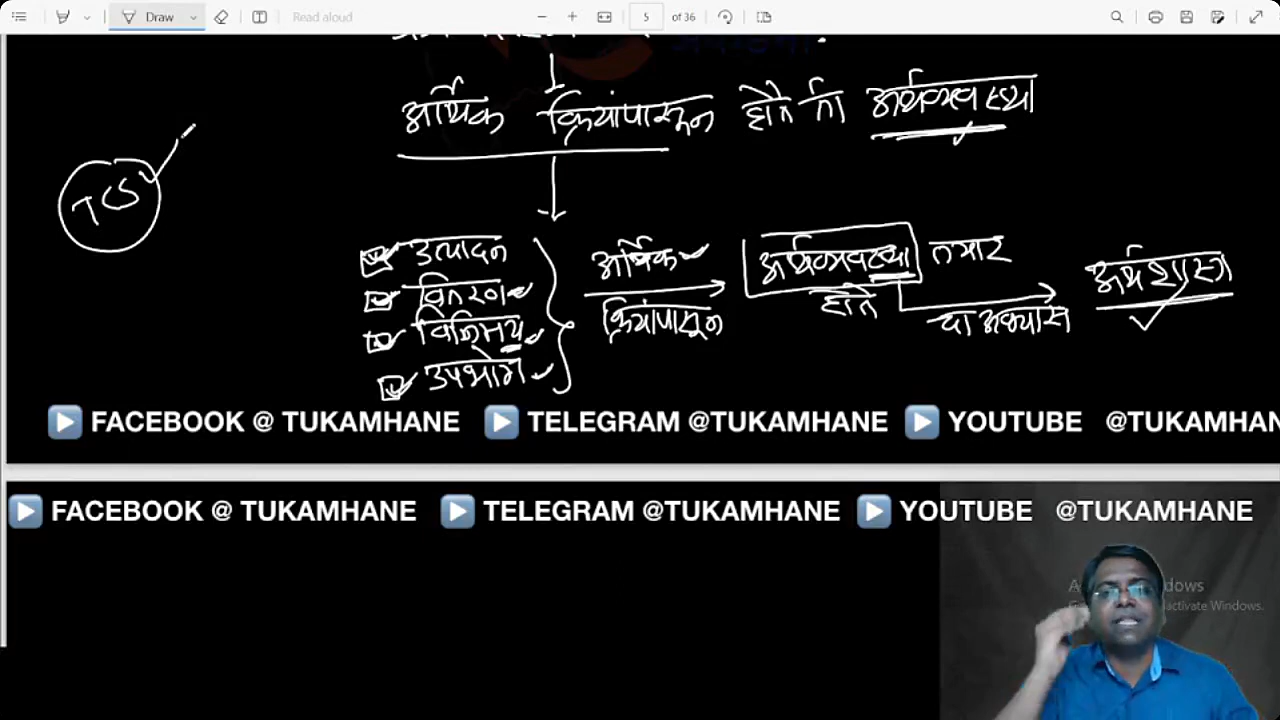 Draw
Read aloud
5 of 36
आर्थिक क्रियांपासून होते ती अर्थव्यवस्था
TCS
उत्पादन
वितरण
विनिमय
उपभोग
आर्थिक
क्रियांपासून
अर्थव्यवस्था तयार
होते
चा अभ्यास
अर्थशास्त्र
FACEBOOK @ TUKAMHANE TELEGRAM @TUKAMHANE YOUTUBE @TUKAMHAN
FACEBOOK @ TUKAMHANE TELEGRAM @TUKAMHANE YOUTUBE @TUKAMHANE